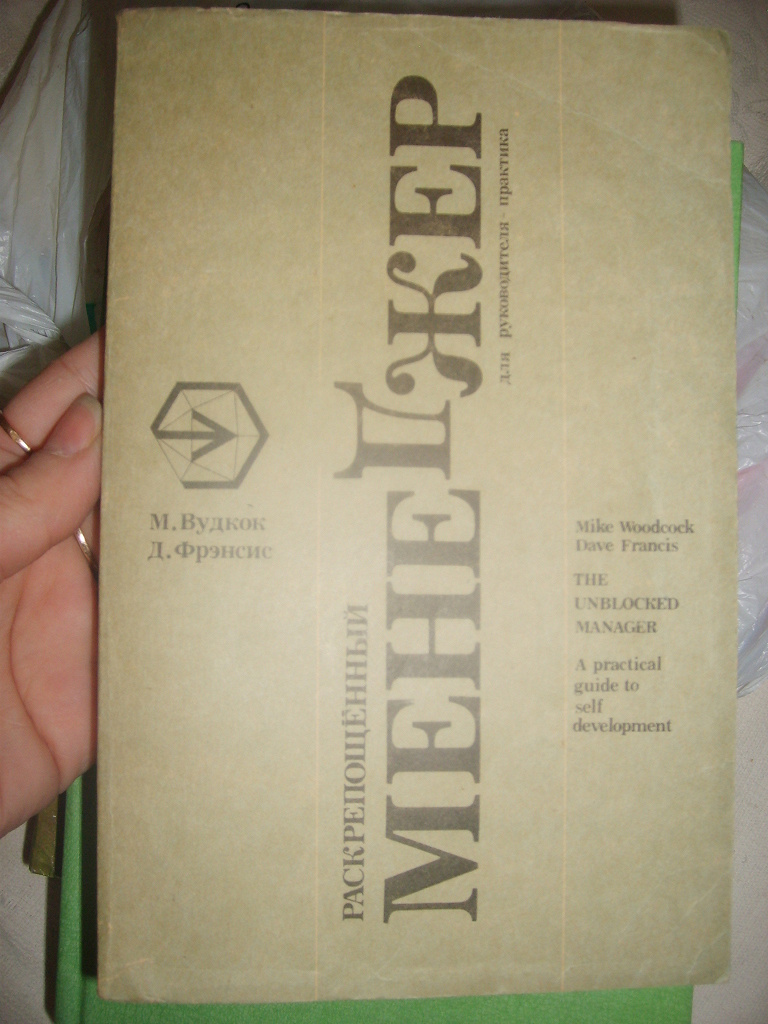 М.Вудкок
Д.Фрэнсис
РАСКРЕПОЩЁННЫЙ
МЕНЕДЖЕР
для руководителя-практика
Mike Woodcock
Dave Francis
THE
UNBLOCKED
MANAGER
A practical
guide to
self
development